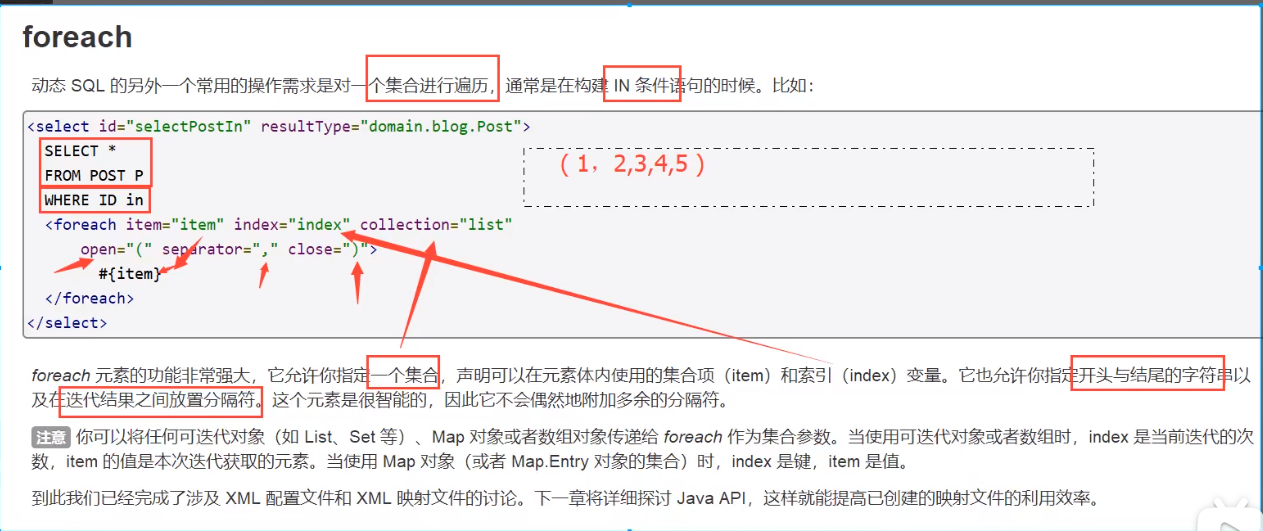 foreach
动态 SQL 的另外一个常用的操作需求是对一个集合进行遍历，通常是在构建 IN 条件语句的时候。比如：
<select id="selectPostIn" resultType="domain.blog.Post">
SELECT *
（1，2,3,4,5）
FROM POST P
WHERE ID in
<foreach item="item" index="index" collection="list"
open="(" separator="," close=")">
#{item}
</foreach>
</select>
foreach 元素的功能非常强大，它允许你指定一个集合，声明可以在元素体内使用的集合项（item）和索引（index）变量。它也允许你指定开头与结尾的字符串以
及在迭代结果之间放置分隔符。这个元素是很智能的，因此它不会偶然地附加多余的分隔符。
注意 你可以将任何可迭代对象（如 List、Set 等）、Map 对象或者数组对象传递给 foreach 作为集合参数。当使用可迭代对象或者数组时，index 是当前迭代的次
数，item 的值是本次迭代获取的元素。当使用 Map 对象（或者 Map.Entry 对象的集合）时，index 是键，item 是值。
到此我们已经完成了涉及 XML 配置文件和 XML 映射文件的讨论。下一章将详细探讨 Java API，这样就能提高已创建的映射文件的利用效率。